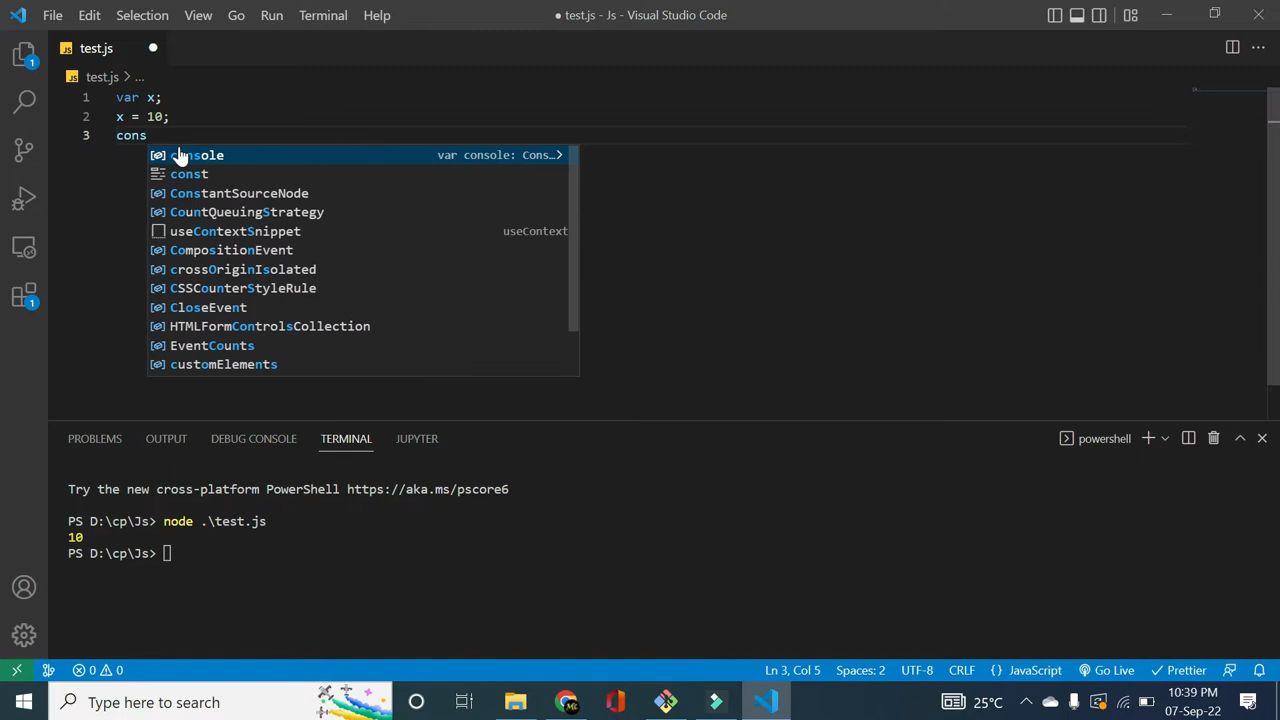 File Edit Selection View Go Run Terminal Help
● test.js - Js - Visual Studio Code
JS test.js
JS test.js > ...
1 var x;
2 x = 10;
3 cons
console var console: Cons…
const
ConstantSourceNode
CountQueuingStrategy
useContextSnippet useContext
CompositionEvent
crossOriginIsolated
CSSCounterStyleRule
CloseEvent
HTMLFormControlsCollection
EventCounts
customElements
PROBLEMS OUTPUT DEBUG CONSOLE TERMINAL JUPYTER
powershell
Try the new cross-platform PowerShell https://aka.ms/pscore6
PS D:\cp\Js> node .\test.js
10
PS D:\cp\Js>
1
1
0 0
Ln 3, Col 5 Spaces: 2 UTF-8 CRLF {} JavaScript Go Live Prettier
Type here to search
25°C
10:39 PM
07-Sep-22